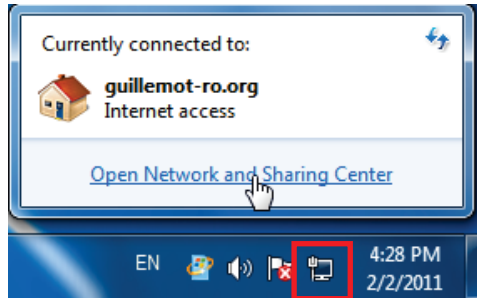 Currently connected to:
guillemot-ro.org
Internet access
Open Network and Sharing Center
EN
4:28 PM
2/2/2011